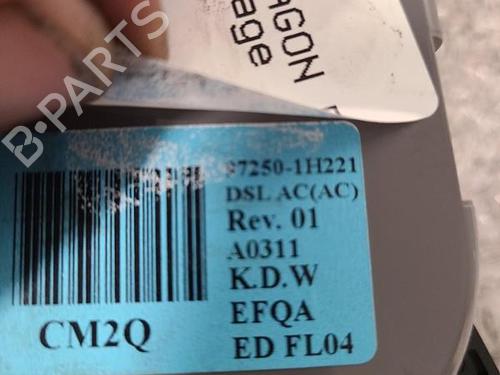 AGON
age
B-PARTS
97250-1H221
DSL AC(AC)
Rev. 01
A0311
K.D.W
EFQA
CM2Q
ED FL04